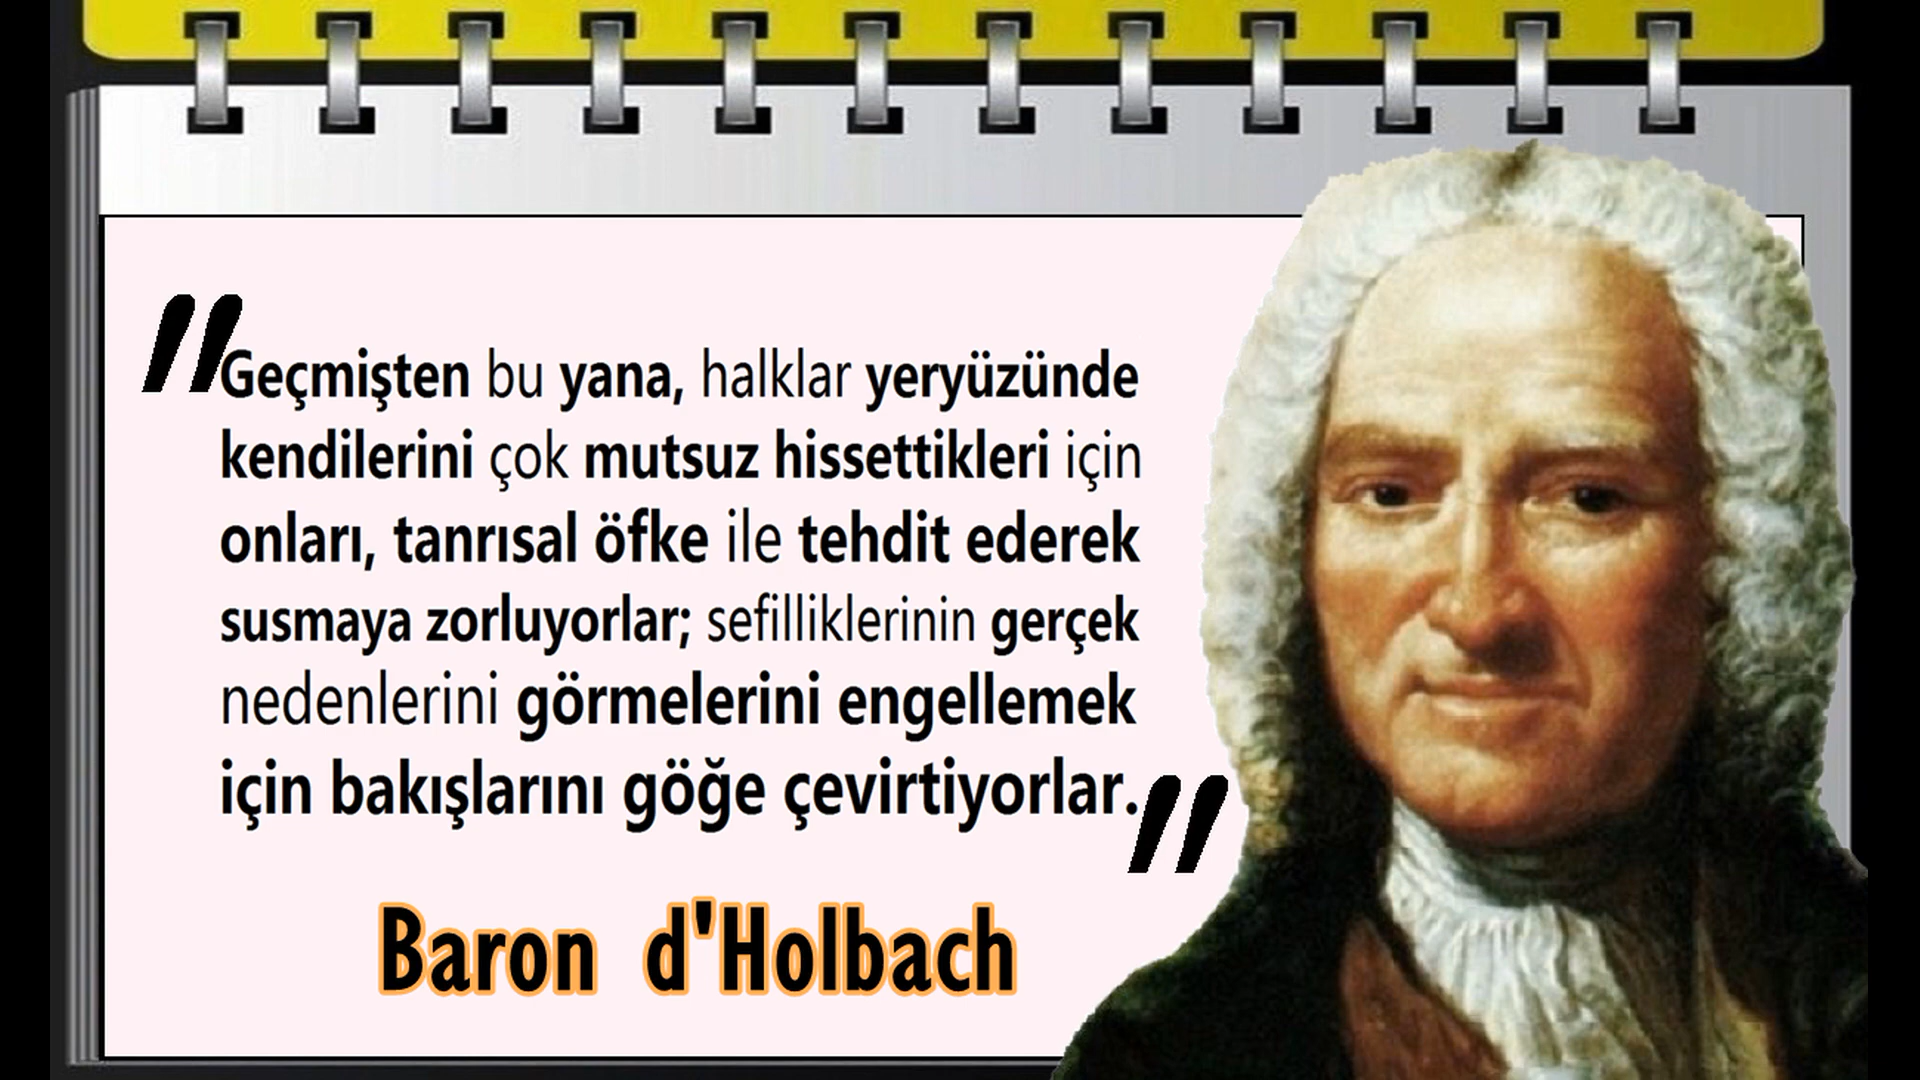 "Geçmişten bu yana, halklar yeryüzünde
kendilerini çok mutsuz hissettikleri için
onları, tanrısal öfke ile tehdit ederek
susmaya zorluyorlar; sefilliklerinin gerçek
nedenlerini görmelerini engellemek
için bakışlarını göğe çevirtiyorlar."
Baron d'Holbach